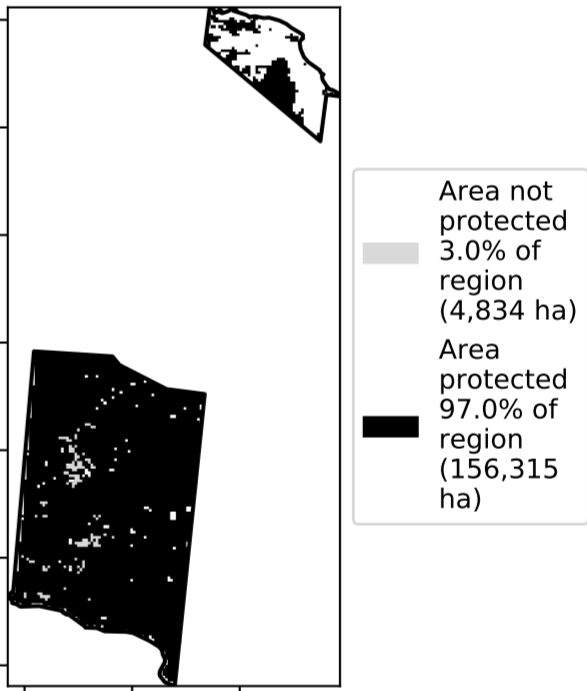 Area not
protected
3.0% of
region
(4,834 ha)
Area
protected
97.0% of
region
(156,315
ha)